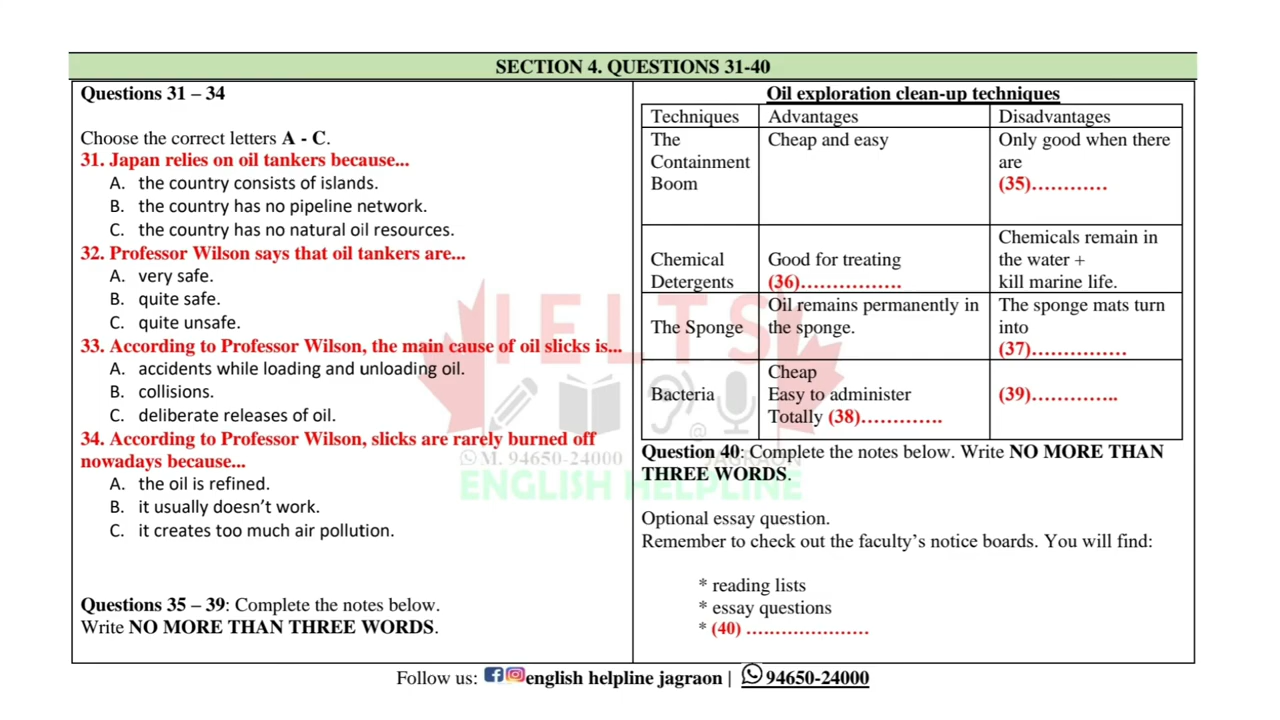 SECTION 4. QUESTIONS 31-40
Questions 31 – 34
Choose the correct letters A - C.
31. Japan relies on oil tankers because...
A. the country consists of islands.
B. the country has no pipeline network.
C. the country has no natural oil resources.
32. Professor Wilson says that oil tankers are...
A. very safe.
B. quite safe.
C. quite unsafe.
33. According to Professor Wilson, the main cause of oil slicks is...
A. accidents while loading and unloading oil.
B. collisions.
C. deliberate releases of oil.
34. According to Professor Wilson, slicks are rarely burned off
nowadays because...
A. the oil is refined.
B. it usually doesn't work.
C. it creates too much air pollution.
Questions 35 – 39: Complete the notes below.
Write NO MORE THAN THREE WORDS.
Oil exploration clean-up techniques
Techniques Advantages Disadvantages
The
Containment
Boom
Cheap and easy
Only good when there
are
(35)…………
Chemical
Detergents
Good for treating
(36)…………….
Chemicals remain in
the water +
kill marine life.
The Sponge
Oil remains permanently in
the sponge.
The sponge mats turn
into
(37)……………
Bacteria
Cheap
Easy to administer
Totally (38)………….
(39)…………..
Question 40: Complete the notes below. Write NO MORE THAN
THREE WORDS.
Optional essay question.
Remember to check out the faculty's notice boards. You will find:
* reading lists
* essay questions
* (40) …………………
IELTS
@
M. 94650-24000
JAGRAON
ENGLISH HELPLINE
Follow us: english helpline jagraon | 94650-24000